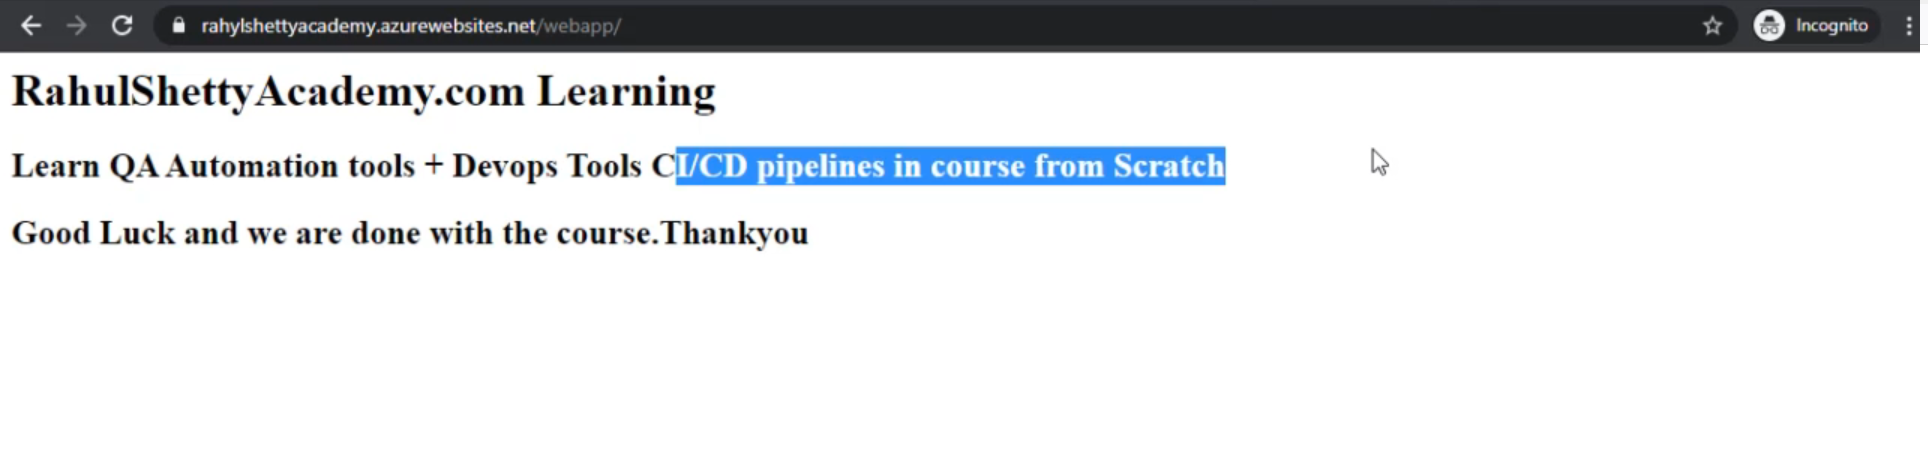 rahylshettyacademy.azurewebsites.net/webapp/
Incognito
RahulShettyAcademy.com Learning
Learn QA Automation tools + Devops Tools CI/CD pipelines in course from Scratch
Good Luck and we are done with the course.Thankyou